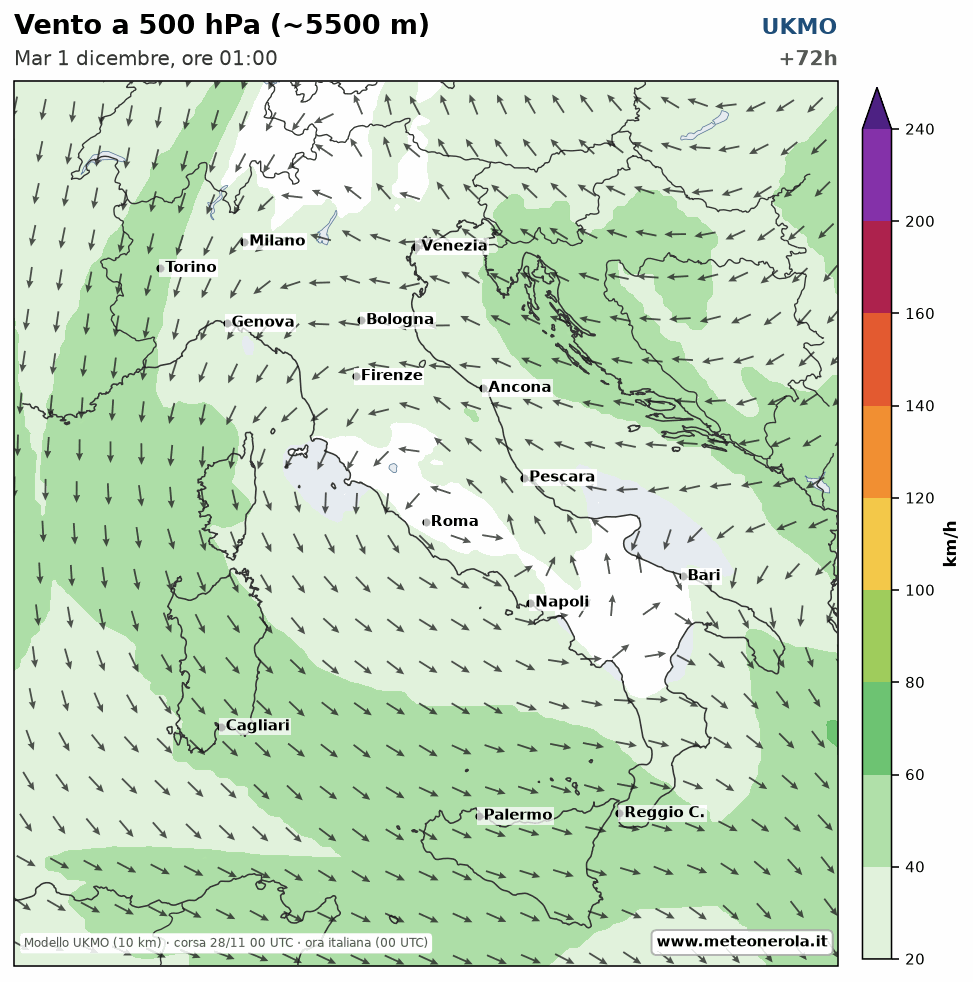 Vento a 500 hPa (~5500 m)
UKMO
Mar 1 dicembre, ore 01:00
+72h
Milano
Venezia
Torino
Genova
Bologna
Firenze
Ancona
Pescara
Roma
Bari
Napoli
Cagliari
Palermo
Reggio C.
240
200
160
140
120
100
80
60
40
20
km/h
Modello UKMO (10 km) · corsa 28/11 00 UTC · ora italiana (00 UTC)
www.meteonerola.it